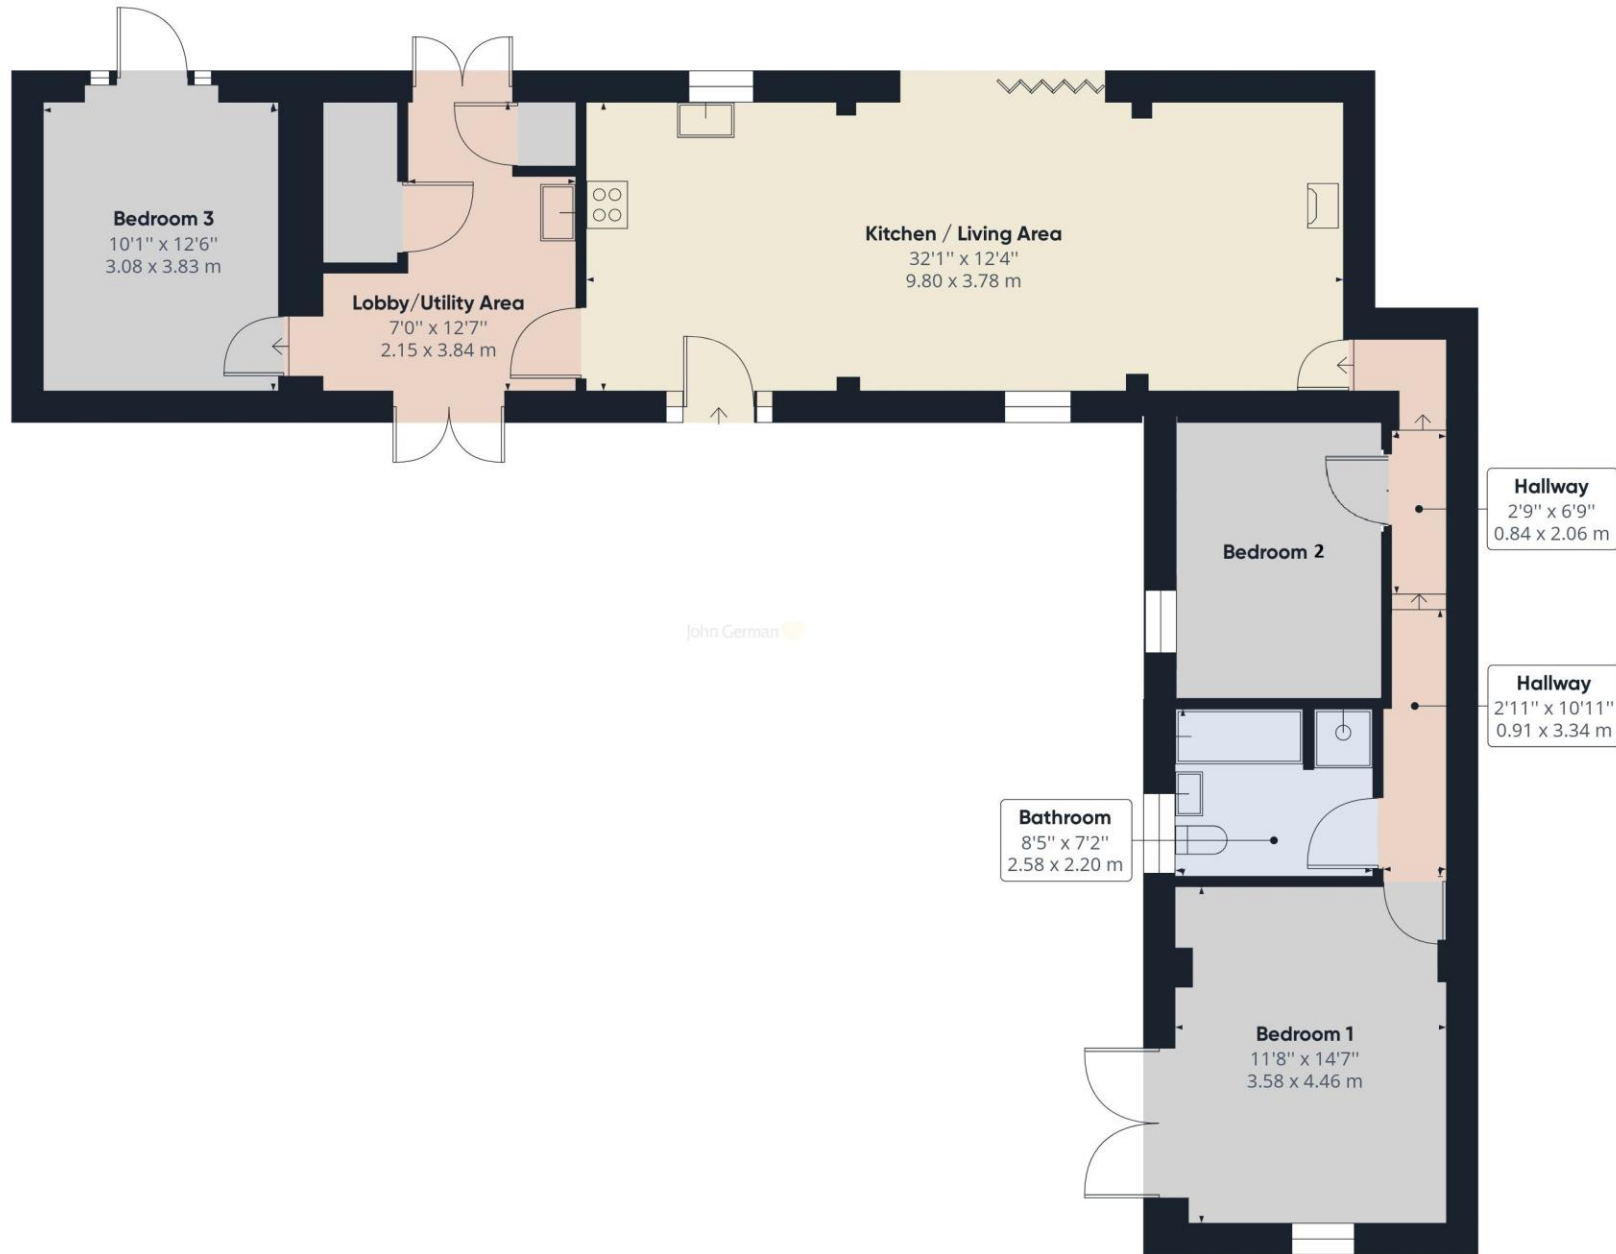 Bedroom 3
10'1" x 12'6"
3.08 x 3.83 m
Lobby/Utility Area
7'0" x 12'7"
2.15 x 3.84 m
Kitchen / Living Area
32'1" x 12'4"
9.80 x 3.78 m
Hallway
2'9" x 6'9"
0.84 x 2.06 m
Bedroom 2
John German
Hallway
2'11" x 10'11"
0.91 x 3.34 m
Bathroom
8'5" x 7'2"
2.58 x 2.20 m
Bedroom 1
11'8" x 14'7"
3.58 x 4.46 m